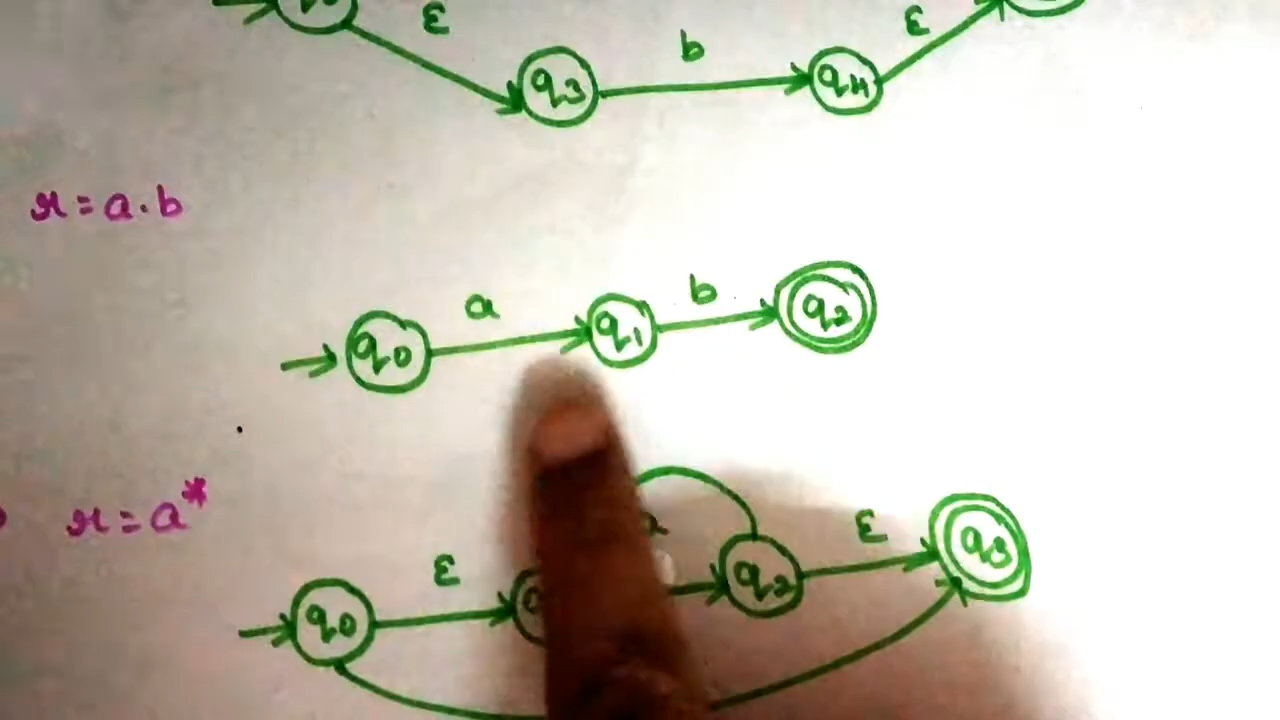 ε b ε
q3 q4
r = a . b
a b
q0 q1 q2
r = a*
a ε
ε q2 q3
q0